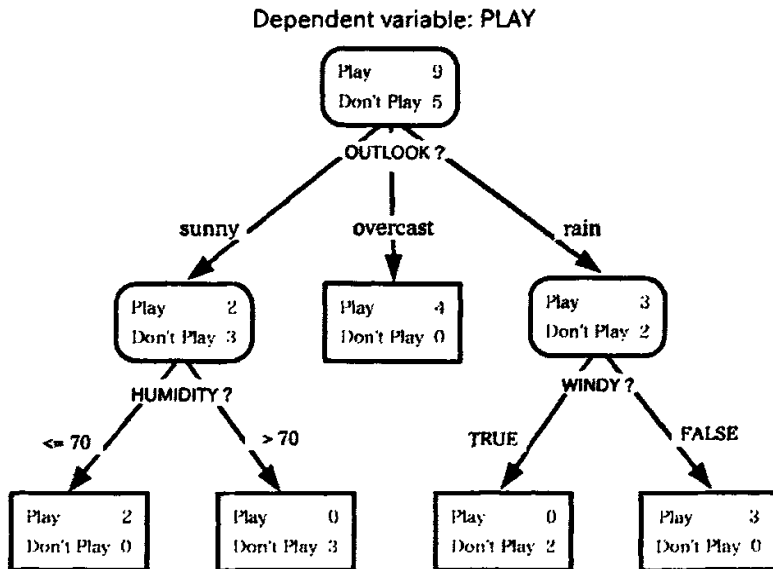 Dependent variable: PLAY
Play 9
Don't Play 5
OUTLOOK ?
sunny
overcast
rain
Play 2
Don't Play 3
Play 4
Don't Play 0
Play 3
Don't Play 2
HUMIDITY ?
WINDY ?
<= 70
> 70
TRUE
FALSE
Play 2
Don't Play 0
Play 0
Don't Play 3
Play 0
Don't Play 2
Play 3
Don't Play 0